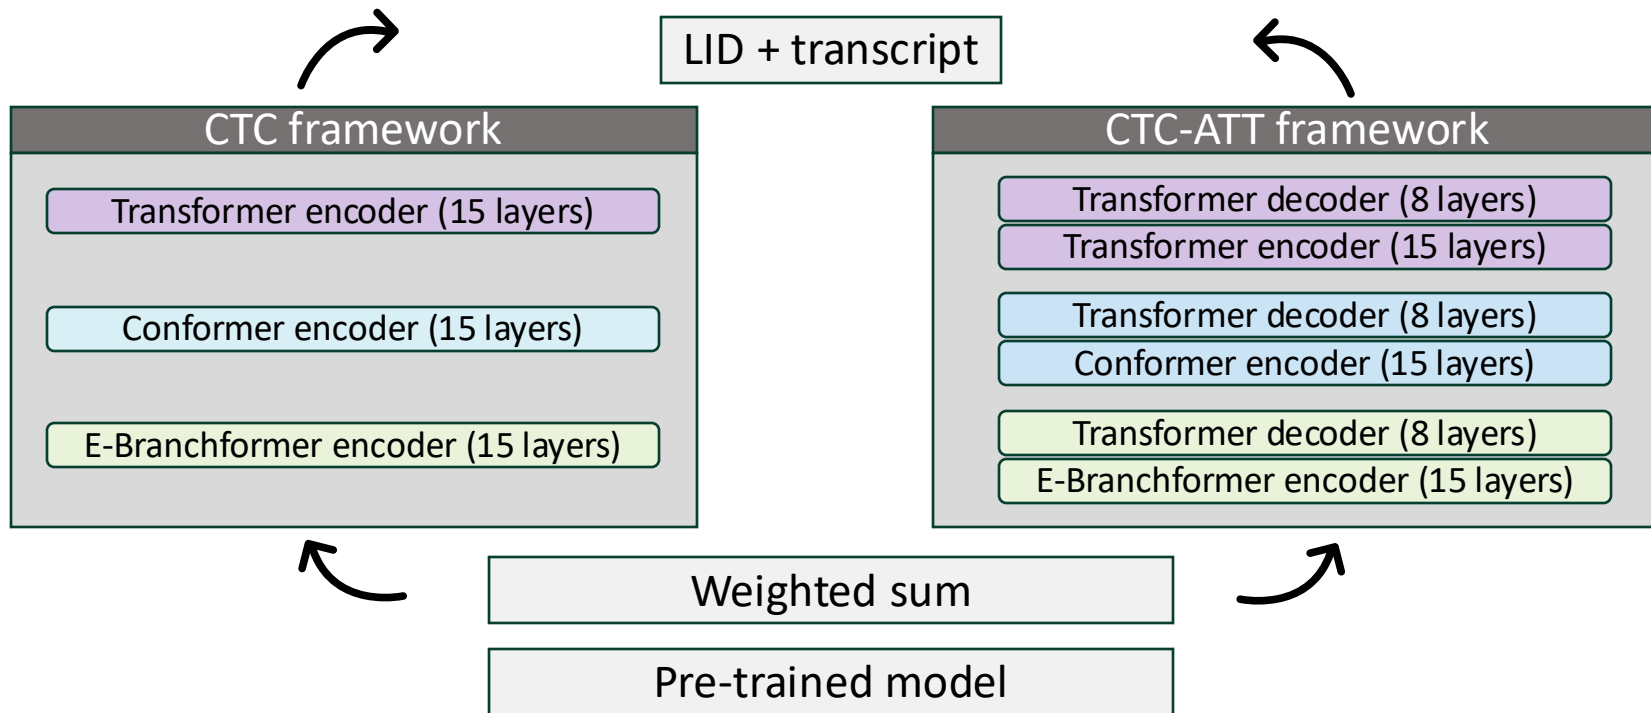 LID + transcript
CTC framework
Transformer encoder (15 layers)
Conformer encoder (15 layers)
E-Branchformer encoder (15 layers)
CTC-ATT framework
Transformer decoder (8 layers)
Transformer encoder (15 layers)
Transformer decoder (8 layers)
Conformer encoder (15 layers)
Transformer decoder (8 layers)
E-Branchformer encoder (15 layers)
Weighted sum
Pre-trained model